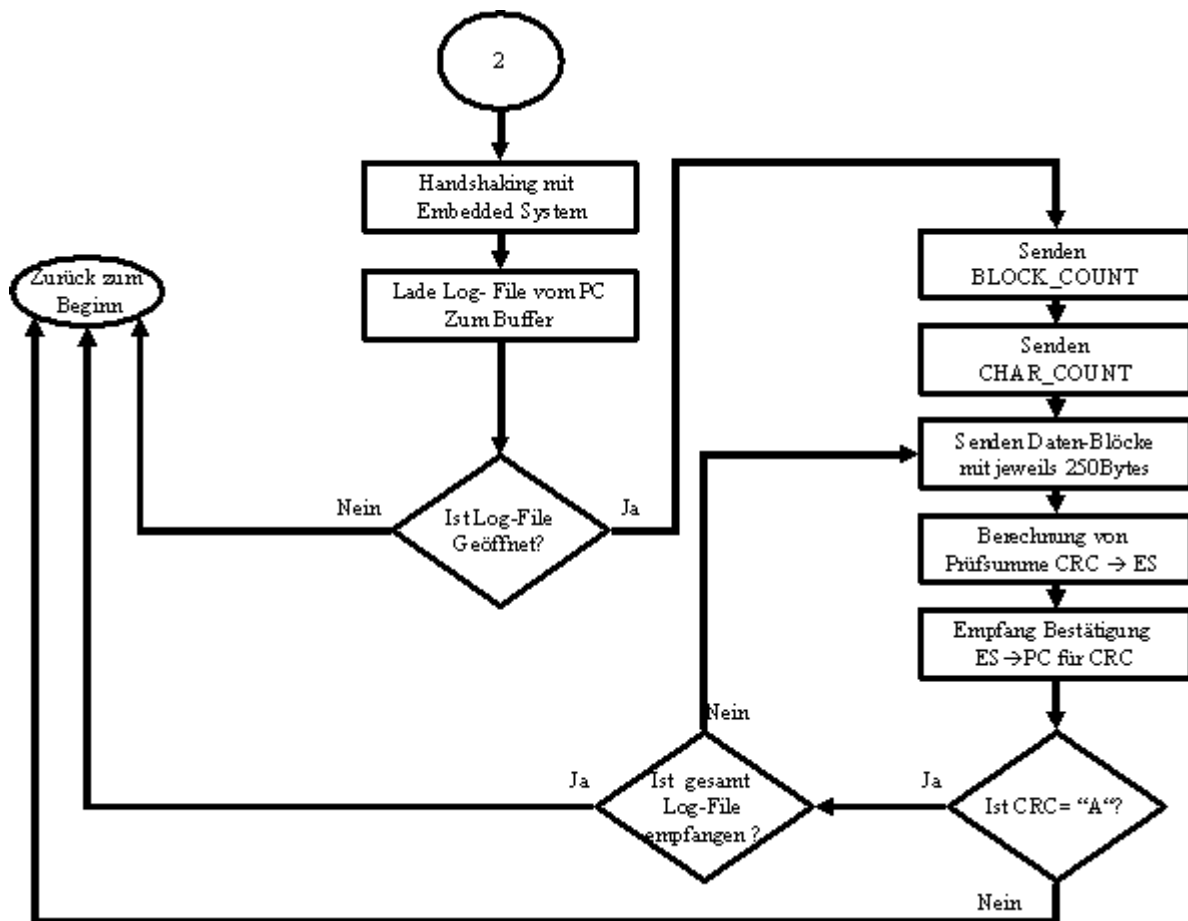 2
Handshaking mit
Embedded System
Lade Log- File vom PC
Zum Buffer
Zurück zum
Beginn
Ist Log-File
Geöffnet?
Nein
Ja
Senden
BLOCK_COUNT
Senden
CHAR_COUNT
Senden Daten-Blöcke
mit jeweils 250Bytes
Berechnung von
Prüfsumme CRC → ES
Empfang Bestätigung
ES →PC für CRC
Ist CRC= “A“?
Ja
Nein
Ist gesamt
Log-File
empfangen ?
Nein
Ja